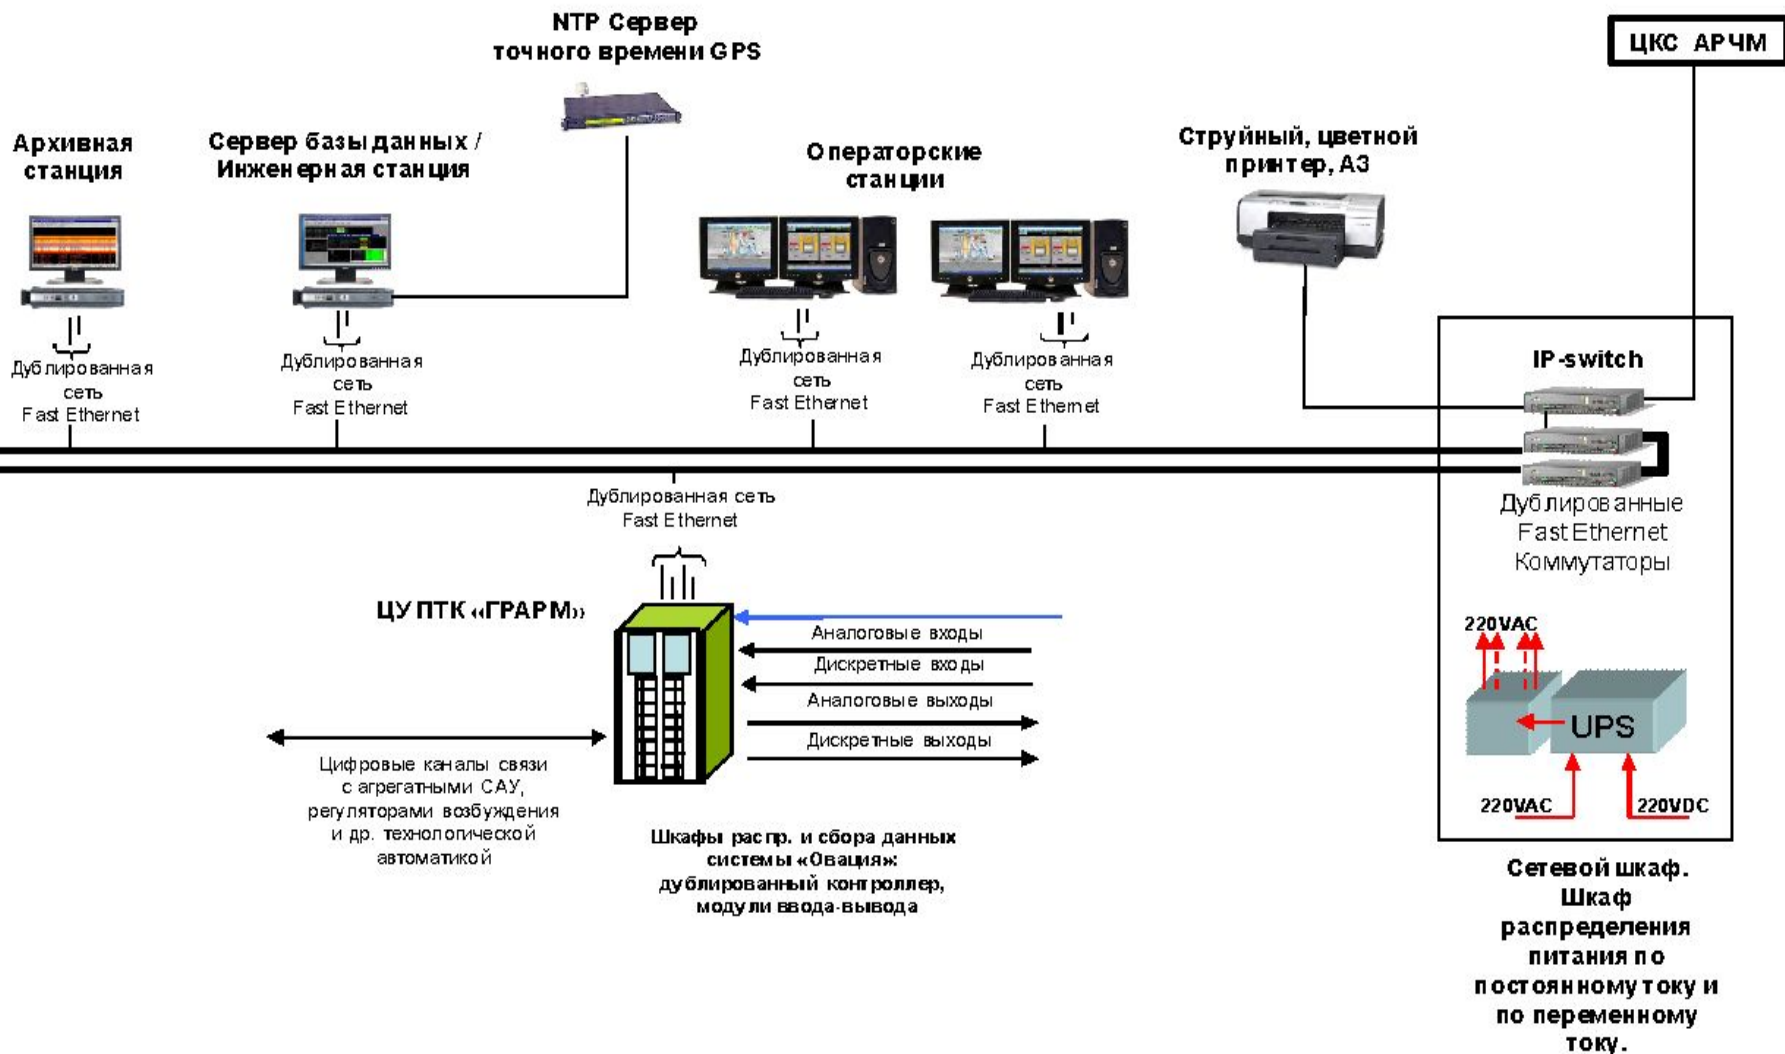 NTP Сервер
точного времени GPS
ЦКС АРЧМ
Архивная
станция
Сервер базы данных /
Инженерная станция
Операторские
станции
Струйный, цветной
принтер, А3
Дублированная
сеть
Fast Ethernet
Дублированная
сеть
Fast Ethernet
Дублированная
сеть
Fast Ethernet
Дублированная
сеть
Fast Ethernet
IP-switch
Дублированные
Fast Ethernet
Коммутаторы
Дублированная сеть
Fast Ethernet
ЦУ ПТК «ГРАРМ»
Аналоговые входы
Дискретные входы
Аналоговые выходы
Дискретные выходы
Цифровые каналы связи
с агрегатными САУ,
регуляторами возбуждения
и др. технологической
автоматикой
Шкафы распр. и сбора данных
системы «Овация»:
дублированный контроллер,
модули ввода-вывода
220VAC
UPS
220VAC
220VDC
Сетевой шкаф.
Шкаф
распределения
питания по
постоянному току и
по переменному
току.